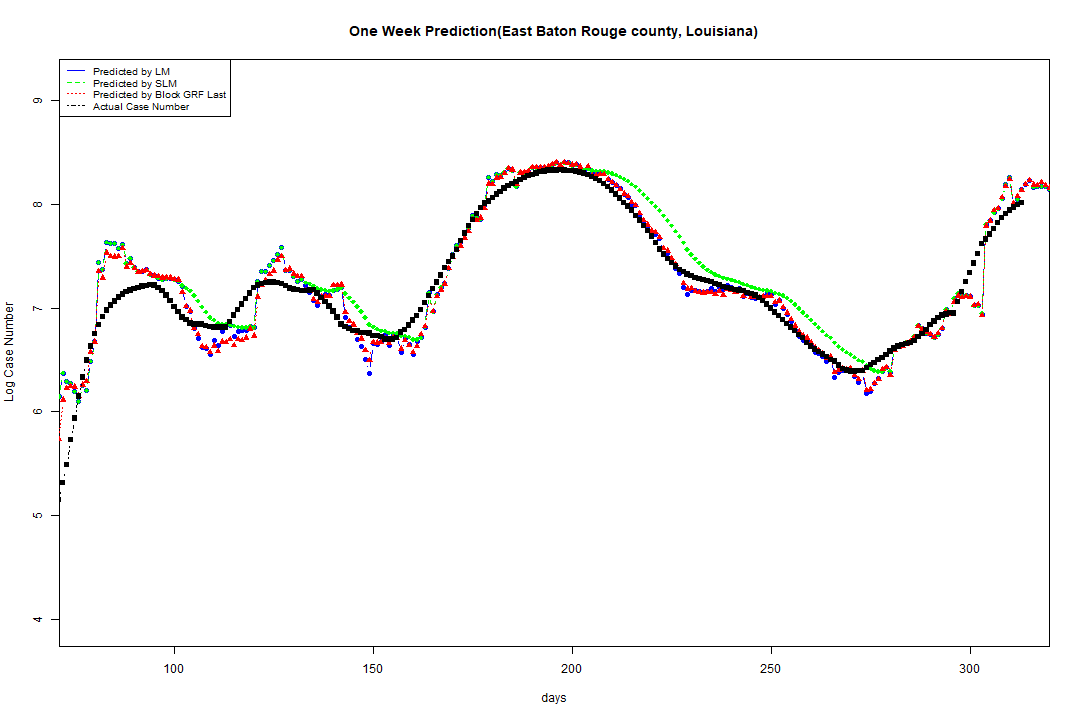 One Week Prediction(East Baton Rouge county, Louisiana)
Predicted by LM
Predicted by SLM
Predicted by Block GRF Last
Actual Case Number
9
8
7
6
5
4
Log Case Number
100 150 200 250 300
days